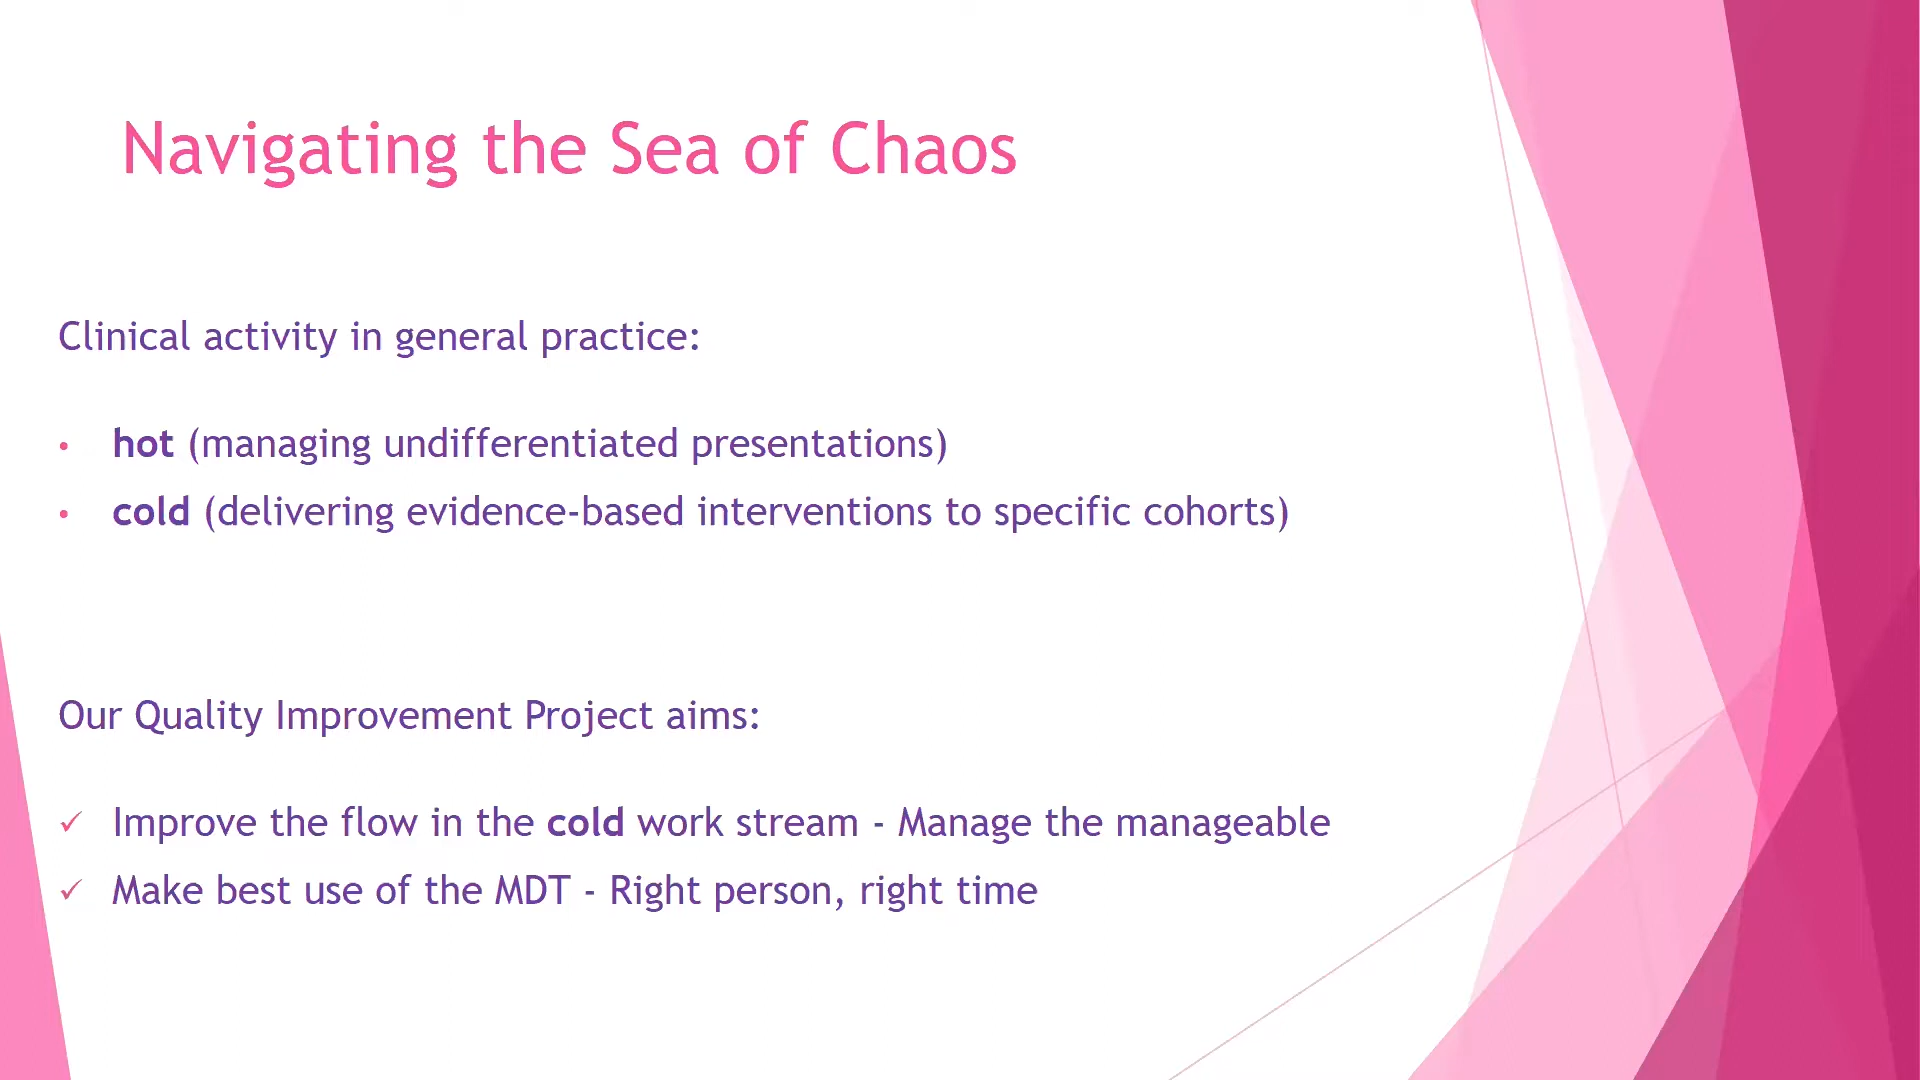 Navigating the Sea of Chaos
Clinical activity in general practice:
• hot (managing undifferentiated presentations)
• cold (delivering evidence-based interventions to specific cohorts)
Our Quality Improvement Project aims:
✓ Improve the flow in the cold work stream - Manage the manageable
✓ Make best use of the MDT - Right person, right time